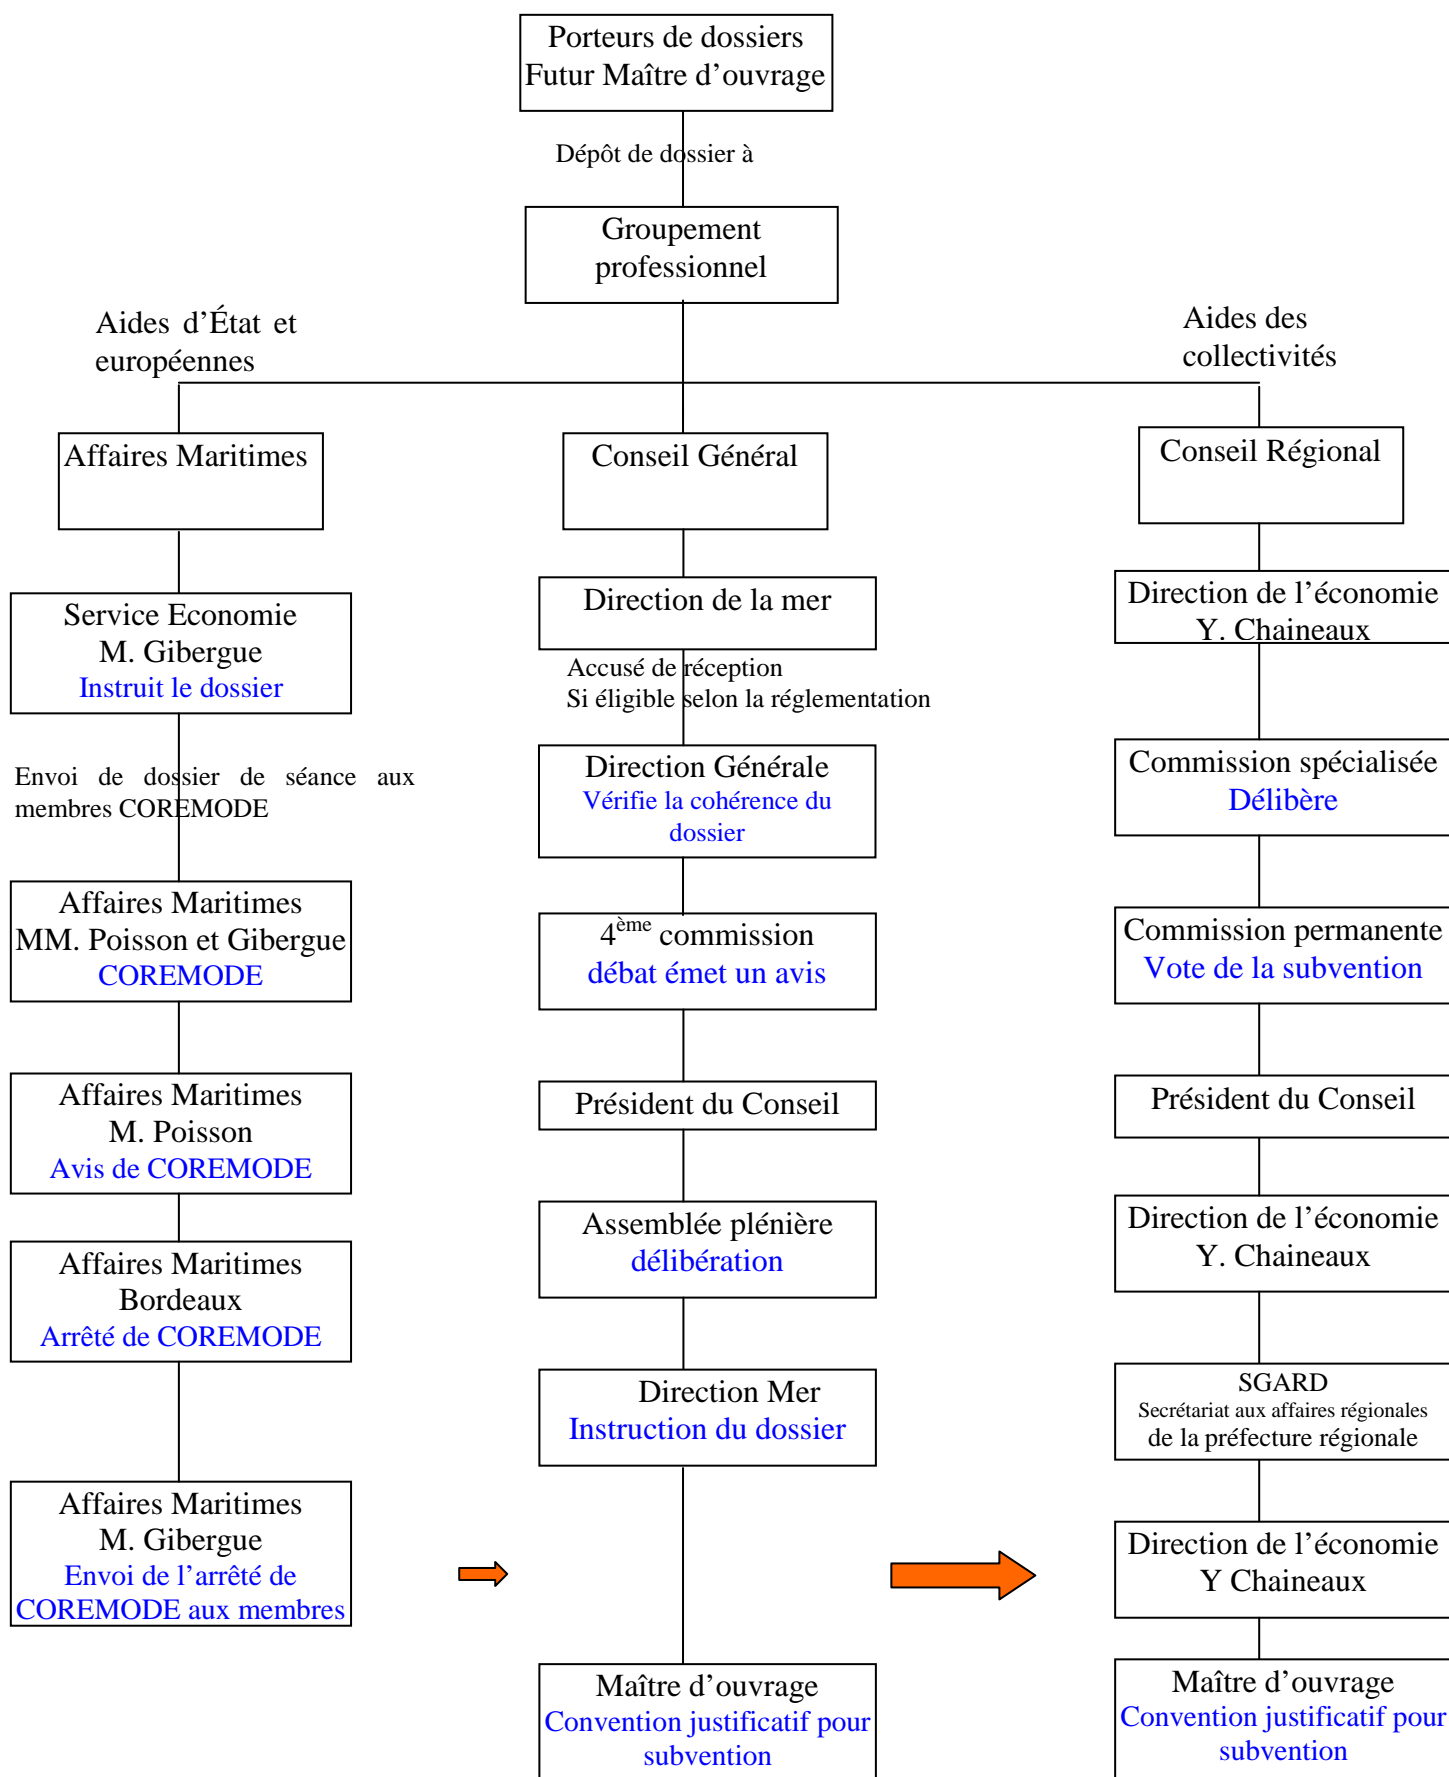 Porteurs de dossiers
Futur Maître d’ouvrage
Dépôt de dossier à
Groupement
professionnel
Aides d’État et
européennes
Aides des
collectivités
Affaires Maritimes
Service Economie
M. Gibergue
Instruit le dossier
Envoi de dossier de séance aux
membres COREMODE
Affaires Maritimes
MM. Poisson et Gibergue
COREMODE
Affaires Maritimes
M. Poisson
Avis de COREMODE
Affaires Maritimes
Bordeaux
Arrêté de COREMODE
Affaires Maritimes
M. Gibergue
Envoi de l’arrêté de
COREMODE aux membres
Conseil Général
Direction de la mer
Accusé de réception
Si éligible selon la réglementation
Direction Générale
Vérifie la cohérence du
dossier
4ème commission
débat émet un avis
Président du Conseil
Assemblée plénière
délibération
Direction Mer
Instruction du dossier
Maître d’ouvrage
Convention justificatif pour
subvention
Conseil Régional
Direction de l’économie
Y. Chaineaux
Commission spécialisée
Délibère
Commission permanente
Vote de la subvention
Président du Conseil
Direction de l’économie
Y. Chaineaux
SGARD
Secrétariat aux affaires régionales
de la préfecture régionale
Direction de l’économie
Y Chaineaux
Maître d’ouvrage
Convention justificatif pour
subvention